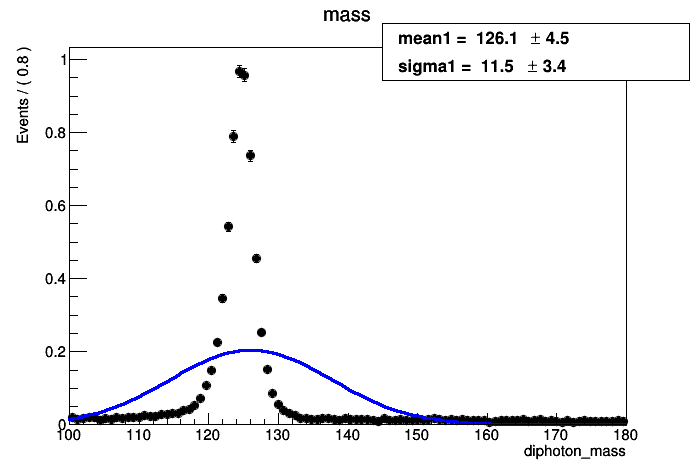 mass
mean1 = 126.1 ± 4.5
sigma1 = 11.5 ± 3.4
Events / ( 0.8 )
1
0.8
0.6
0.4
0.2
0
100 110 120 130 140 150 160 170 180
diphoton_mass